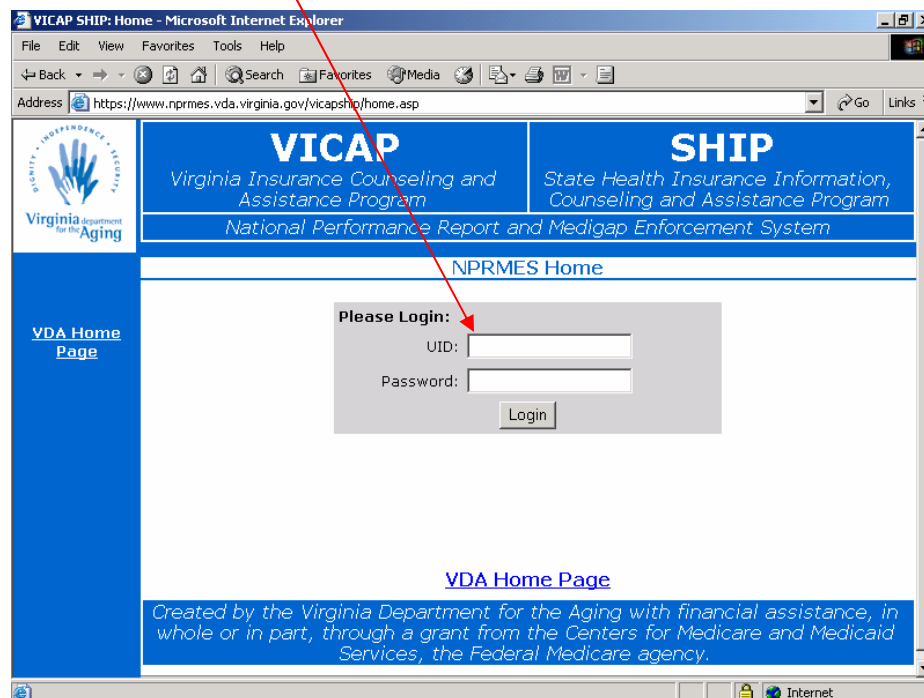 VICAP SHIP: Home - Microsoft Internet Explorer
File Edit View Favorites Tools Help
Back Search Favorites Media
Address https://www.nprmes.vda.virginia.gov/vicapship/home.asp Go Links
INDEPENDENCE
DIGNITY
SECURITY
Virginia department
for the Aging
VICAP
Virginia Insurance Counseling and
Assistance Program
SHIP
State Health Insurance Information,
Counseling and Assistance Program
National Performance Report and Medigap Enforcement System
NPRMES Home
VDA Home
Page
Please Login:
UID:
Password:
Login
VDA Home Page
Created by the Virginia Department for the Aging with financial assistance, in
whole or in part, through a grant from the Centers for Medicare and Medicaid
Services, the Federal Medicare agency.
Internet